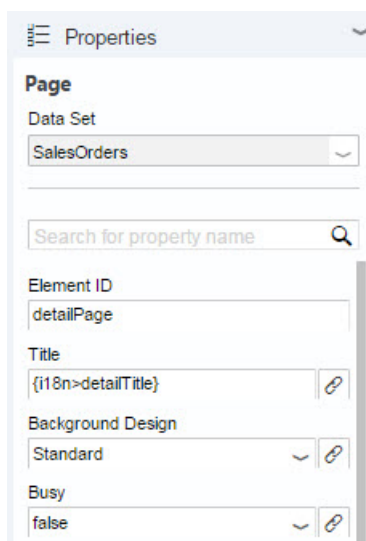 Properties
Page
Data Set
SalesOrders
Search for property name
Element ID
detailPage
Title
{i18n>detailTitle}
Background Design
Standard
Busy
false